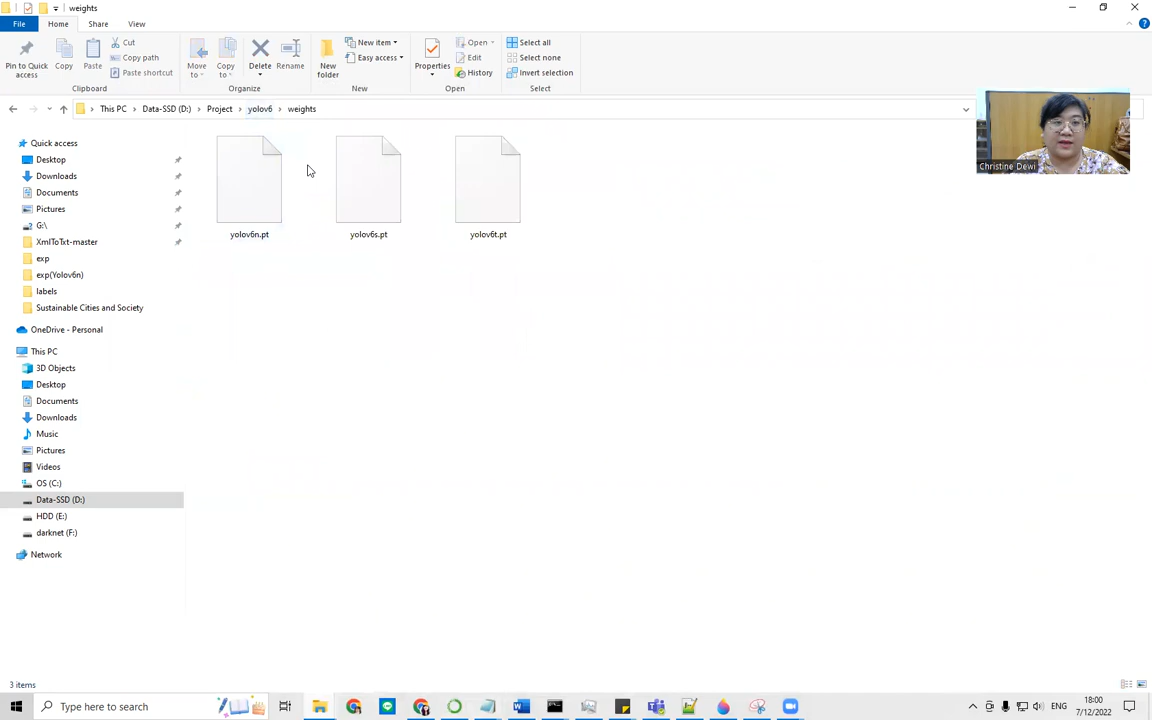 weights
File
Home
Share
View
Pin to Quick access
Copy
Paste
Cut
Copy path
Paste shortcut
Clipboard
Move to
Copy to
Delete
Rename
Organize
New folder
New item
Easy access
New
Properties
Open
Edit
History
Open
Select all
Select none
Invert selection
Select
This PC > Data-SSD (D:) > Project > yolov6 > weights
Christine Dewi
Quick access
Desktop
Downloads
Documents
Pictures
G:\
XmlToTxt-master
exp
exp(Yolov6n)
labels
Sustainable Cities and Society
OneDrive - Personal
This PC
3D Objects
Desktop
Documents
Downloads
Music
Pictures
Videos
OS (C:)
Data-SSD (D:)
HDD (E:)
darknet (F:)
Network
yolov6n.pt
yolov6s.pt
yolov6t.pt
3 items
Type here to search
ENG
18:00
7/12/2022